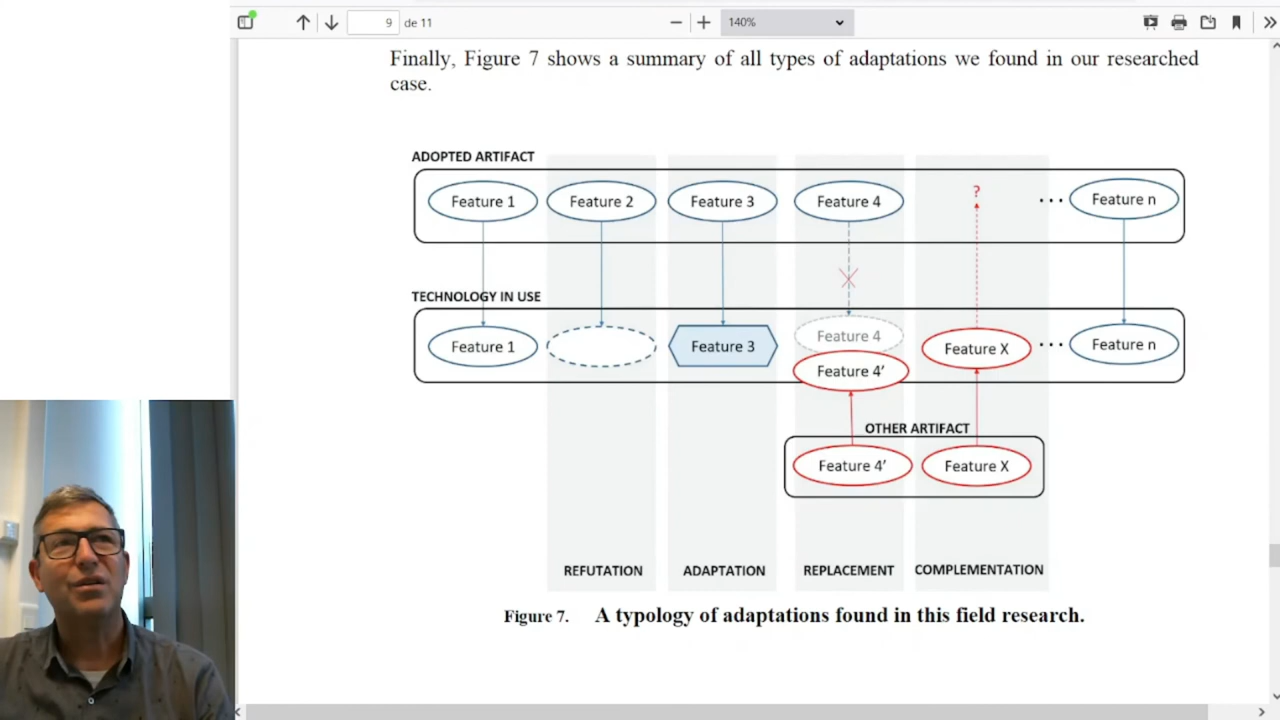 9 de 11
140%
Finally, Figure 7 shows a summary of all types of adaptations we found in our researched
case.
ADOPTED ARTIFACT
Feature 1 Feature 2 Feature 3 Feature 4 ? ... Feature n
TECHNOLOGY IN USE
Feature 1 Feature 3 Feature 4 Feature X ... Feature n
Feature 4′
OTHER ARTIFACT
Feature 4′ Feature X
REFUTATION ADAPTATION REPLACEMENT COMPLEMENTATION
Figure 7. A typology of adaptations found in this field research.